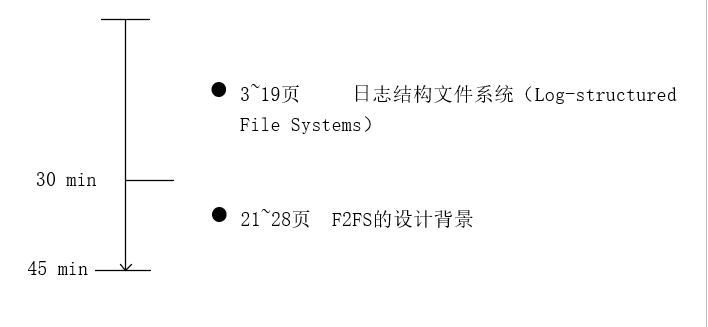 ● 3~19页 日志结构文件系统（Log-structured
File Systems）
30 min
● 21~28页 F2FS的设计背景
45 min